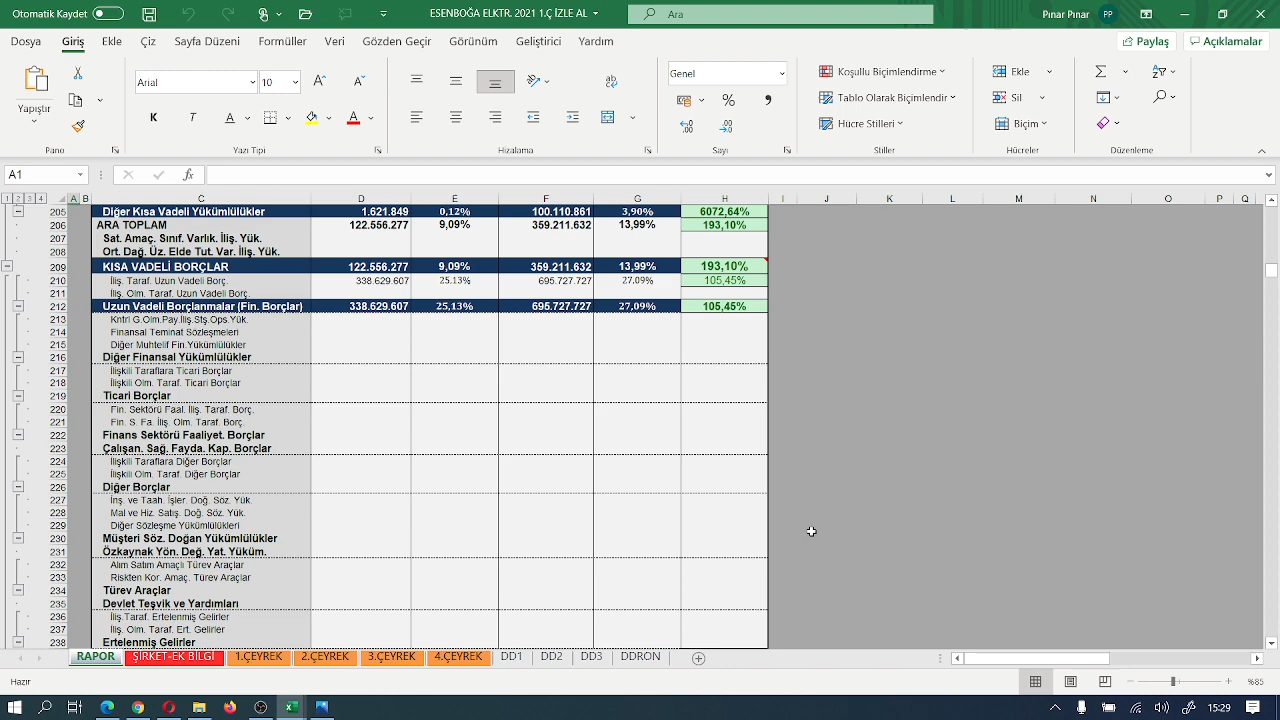 Otomatik Kaydet
ESENBOĞA ELKTR. 2021 1.Ç İZLE AL
Ara
Pınar Pınar
PP
Dosya Giriş Ekle Çiz Sayfa Düzeni Formüller Veri Gözden Geçir Görünüm Geliştirici Yardım
Paylaş
Açıklamalar
Yapıştır
Pano
Arial
10
K T A
Yazı Tipi
Hizalama
Genel
Sayı
Koşullu Biçimlendirme
Tablo Olarak Biçimlendir
Hücre Stilleri
Stiller
Ekle
Sil
Biçim
Hücreler
Düzenleme
A1
fx
1 2 3 4
A B C D E F G H I J K L M N O P Q
205 Diğer Kısa Vadeli Yükümlülükler 1.621.849 0,12% 100.110.861 3,90% 6072,64%
206 ARA TOPLAM 122.556.277 9,09% 359.211.632 13,99% 193,10%
207 Sat. Amaç. Sınıf. Varlık. İliş. Yük.
208 Ort. Dağ. Üz. Elde Tut. Var. İliş. Yük.
209 KISA VADELİ BORÇLAR 122.556.277 9,09% 359.211.632 13,99% 193,10%
210 İliş. Taraf. Uzun Vadeli Borç. 338.629.607 25,13% 695.727.727 27,09% 105,45%
211 İliş. Olm. Taraf. Uzun Vadeli Borç.
212 Uzun Vadeli Borçlanmalar (Fin. Borçlar) 338.629.607 25,13% 695.727.727 27,09% 105,45%
213 Kntrl G.Olm.Pay.İliş.Stş.Ops.Yük.
214 Finansal Teminat Sözleşmeleri
215 Diğer Muhtelif Fin.Yükümlülükler
216 Diğer Finansal Yükümlülükler
217 İlişkili Taraflara Ticari Borçlar
218 İlişkili Olm. Taraf. Ticari Borçlar
219 Ticari Borçlar
220 Fin. Sektörü Faal. İliş. Taraf. Borç.
221 Fin. S. Fa. İliş. Olm. Taraf. Borç.
222 Finans Sektörü Faaliyet. Borçlar
223 Çalışan. Sağ. Fayda. Kap. Borçlar
224 İlişkili Taraflara Diğer Borçlar
225 İlişkili Olm. Taraf. Diğer Borçlar
226 Diğer Borçlar
227 İnş. ve Taah. İşler. Doğ. Söz. Yük.
228 Mal ve Hiz. Satış. Doğ. Söz. Yük.
229 Diğer Sözleşme Yükümlülükleri
230 Müşteri Söz. Doğan Yükümlülükler
231 Özkaynak Yön. Değ. Yat. Yüküm.
232 Alım Satım Amaçlı Türev Araçlar
233 Riskten Kor. Amaçlı Türev Araçlar
234 Türev Araçlar
235 Devlet Teşvik ve Yardımları
236 İliş.Taraf. Ertelenmiş Gelirler
237 İliş. Olm. Taraf. Ert. Gelirler
238 Ertelenmiş Gelirler
RAPOR ŞİRKET-EK BİLGİ 1.ÇEYREK 2.ÇEYREK 3.ÇEYREK 4.ÇEYREK DD1 DD2 DD3 DDRON
Hazır
%85
15:29